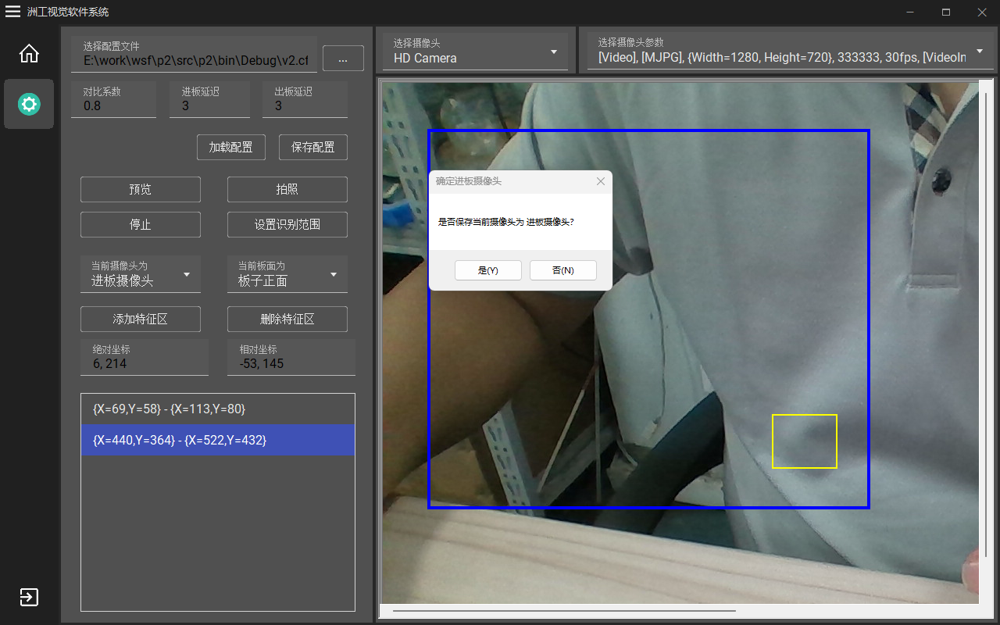 洲工视觉软件系统
选择配置文件
E:\work\wsf\p2\src\p2\bin\Debug\v2.cf
...
选择摄像头
HD Camera
选择摄像头参数
[Video], [MJPG], {Width=1280, Height=720}, 333333, 30fps, [VideoIn
对比系数
0.8
进板延迟
3
出板延迟
3
加载配置
保存配置
预览
拍照
停止
设置识别范围
当前摄像头为
进板摄像头
当前板面为
板子正面
添加特征区
删除特征区
绝对坐标
6, 214
相对坐标
-53, 145
{X=69,Y=58} - {X=113,Y=80}
{X=440,Y=364} - {X=522,Y=432}
确定进板摄像头
是否保存当前摄像头为 进板摄像头?
是(Y)
否(N)